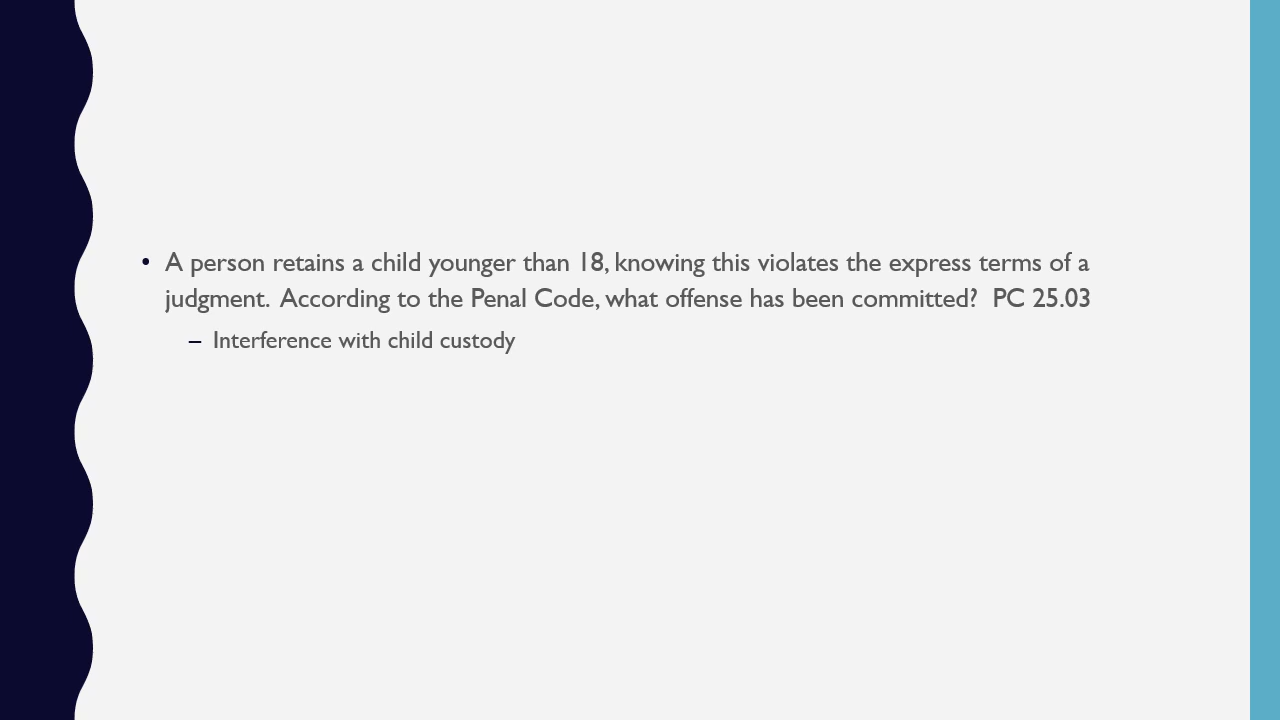 • A person retains a child younger than 18, knowing this violates the express terms of a
judgment.  According to the Penal Code, what offense has been committed?  PC 25.03
– Interference with child custody